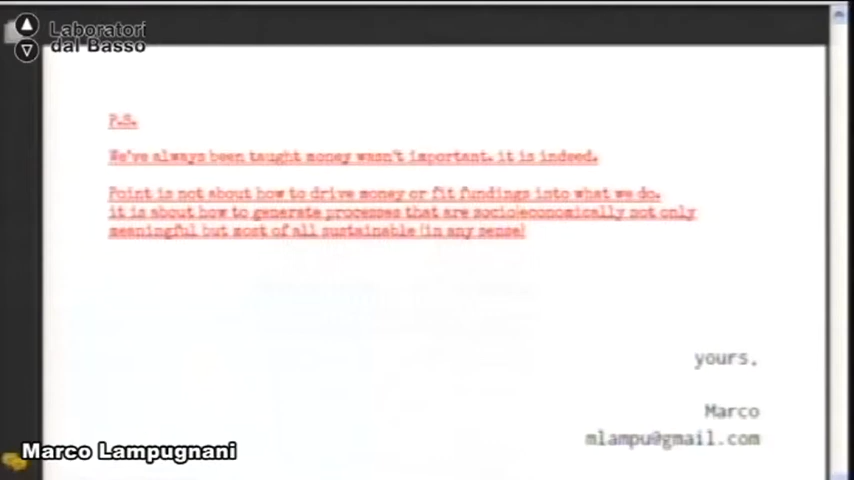 Laboratori
dal Basso
P.S.
We've always been taught money wasn't important. it is indeed.
Point is not about how to drive money or fit fundings into what we do.
it is about how to generate processes that are socio|economically not only
meaningful but most of all sustainable (in any sense)
yours,
Marco
mlampu@gmail.com
Marco Lampugnani